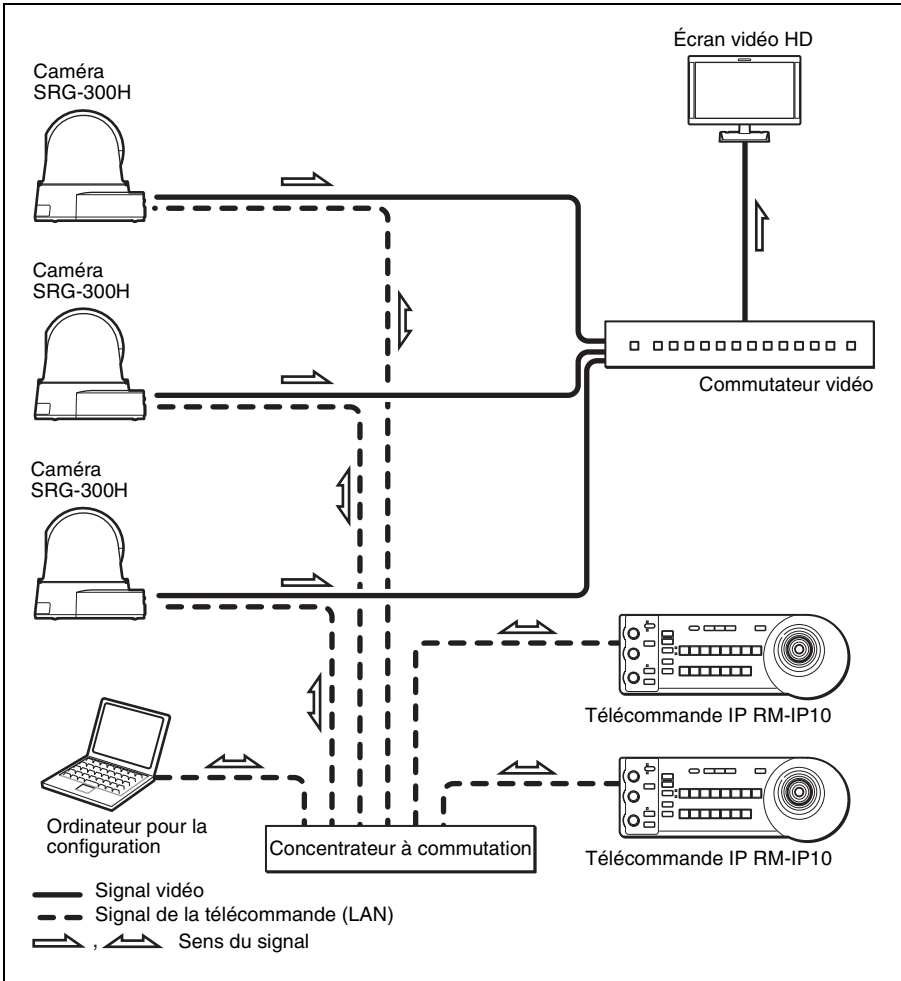 Écran vidéo HD
Caméra
SRG-300H
Caméra
SRG-300H
Commutateur vidéo
Caméra
SRG-300H
Télécommande IP RM-IP10
Ordinateur pour la
configuration
Concentrateur à commutation
Télécommande IP RM-IP10
Signal vidéo
Signal de la télécommande (LAN)
, Sens du signal